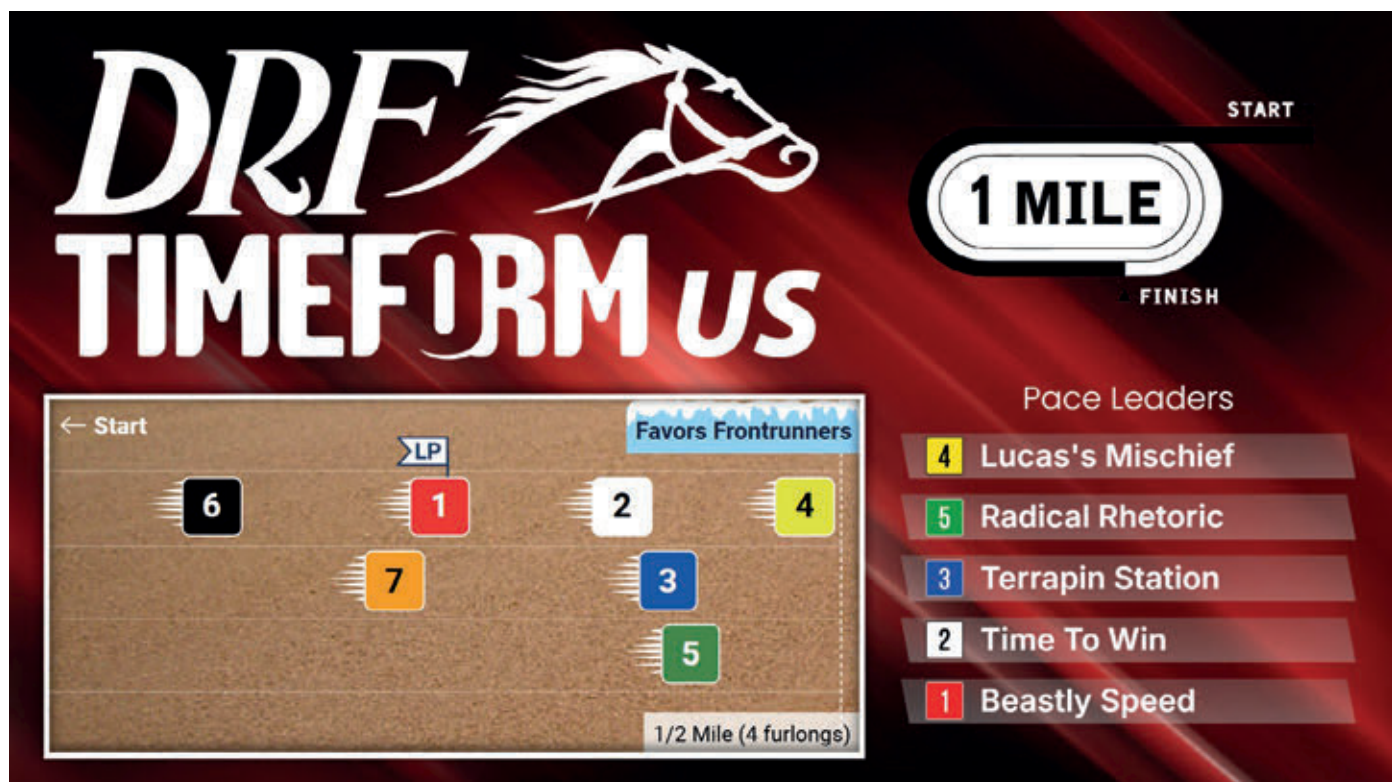 DRF
TIMEFORM US
START
1 MILE
FINISH
← Start
Favors Frontrunners
LP
6
1
2
4
7
3
5
1/2 Mile (4 furlongs)
Pace Leaders
4 Lucas's Mischief
5 Radical Rhetoric
3 Terrapin Station
2 Time To Win
1 Beastly Speed